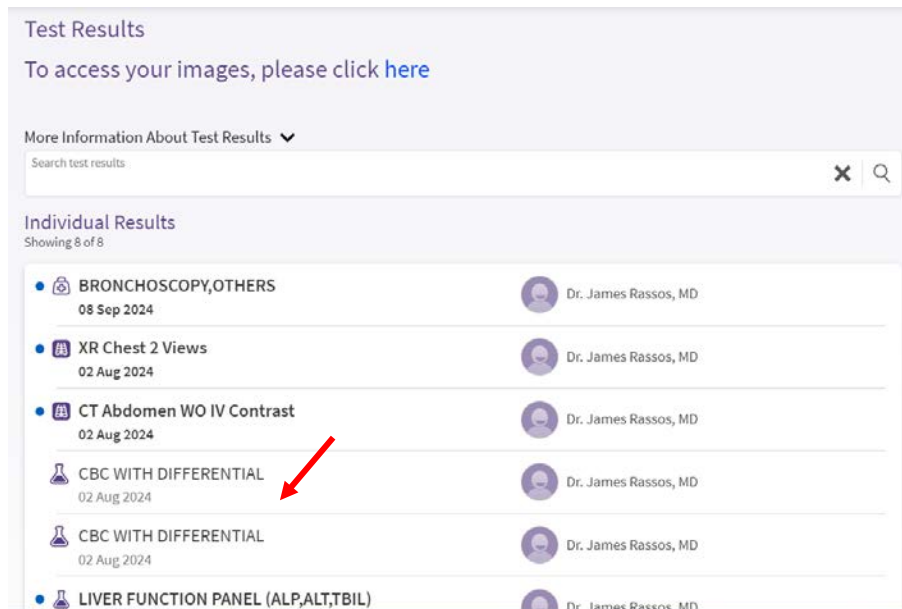 Test Results
To access your images, please click here
More Information About Test Results
Search test results
Individual Results
Showing 8 of 8
BRONCHOSCOPY,OTHERS
Dr. James Rassos, MD
08 Sep 2024
XR Chest 2 Views
Dr. James Rassos, MD
02 Aug 2024
CT Abdomen WO IV Contrast
Dr. James Rassos, MD
02 Aug 2024
CBC WITH DIFFERENTIAL
Dr. James Rassos, MD
02 Aug 2024
CBC WITH DIFFERENTIAL
Dr. James Rassos, MD
02 Aug 2024
LIVER FUNCTION PANEL (ALP,ALT,TBIL)
Dr. James Rassos, MD